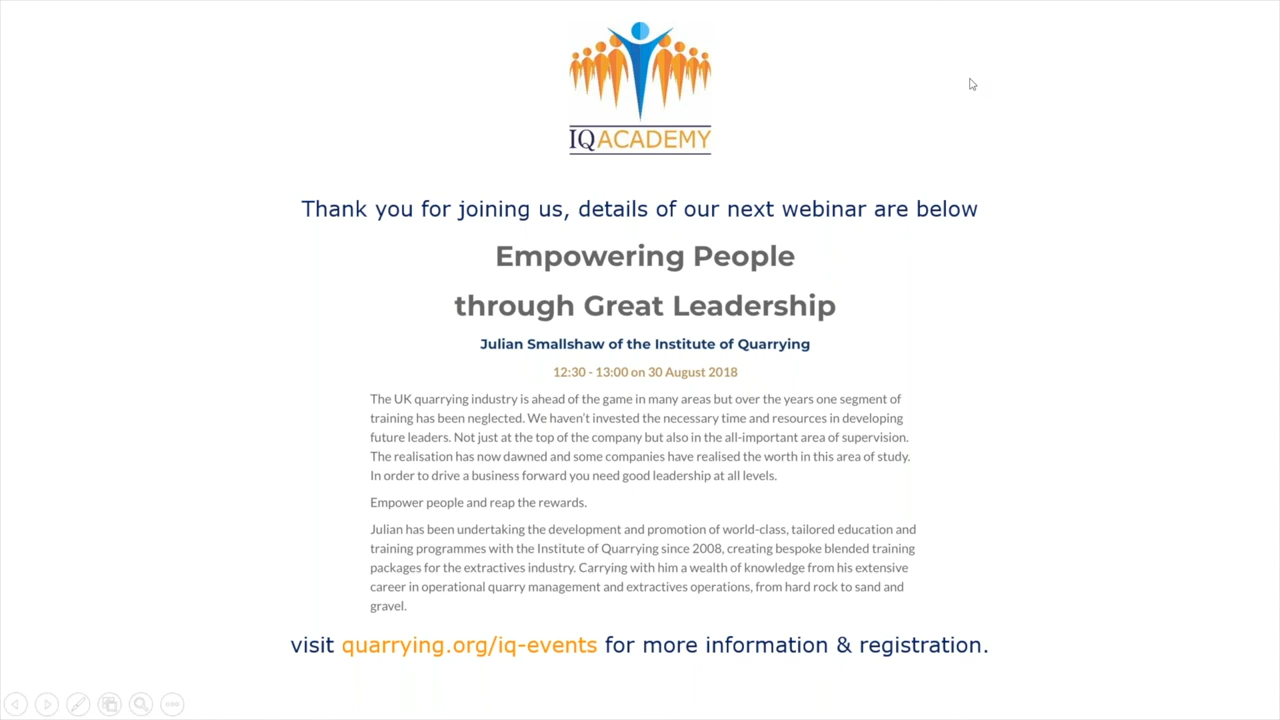 IQACADEMY
Thank you for joining us, details of our next webinar are below
Empowering People
through Great Leadership
Julian Smallshaw of the Institute of Quarrying
12:30 - 13:00 on 30 August 2018
The UK quarrying industry is ahead of the game in many areas but over the years one segment of
training has been neglected. We haven't invested the necessary time and resources in developing
future leaders. Not just at the top of the company but also in the all-important area of supervision.
The realisation has now dawned and some companies have realised the worth in this area of study.
In order to drive a business forward you need good leadership at all levels.
Empower people and reap the rewards.
Julian has been undertaking the development and promotion of world-class, tailored education and
training programmes with the Institute of Quarrying since 2008, creating bespoke blended training
packages for the extractives industry. Carrying with him a wealth of knowledge from his extensive
career in operational quarry management and extractives operations, from hard rock to sand and
gravel.
visit quarrying.org/iq-events for more information & registration.